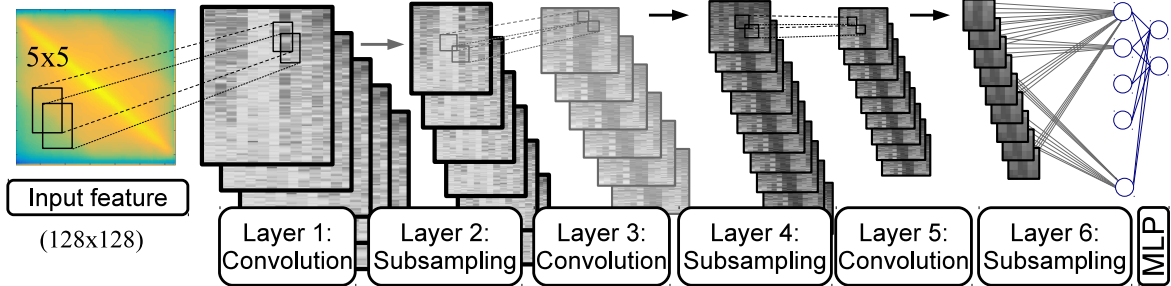 5x5
Input feature
(128x128)
Layer 1:
Convolution
Layer 2:
Subsampling
Layer 3:
Convolution
Layer 4:
Subsampling
Layer 5:
Convolution
Layer 6:
Subsampling
MLP